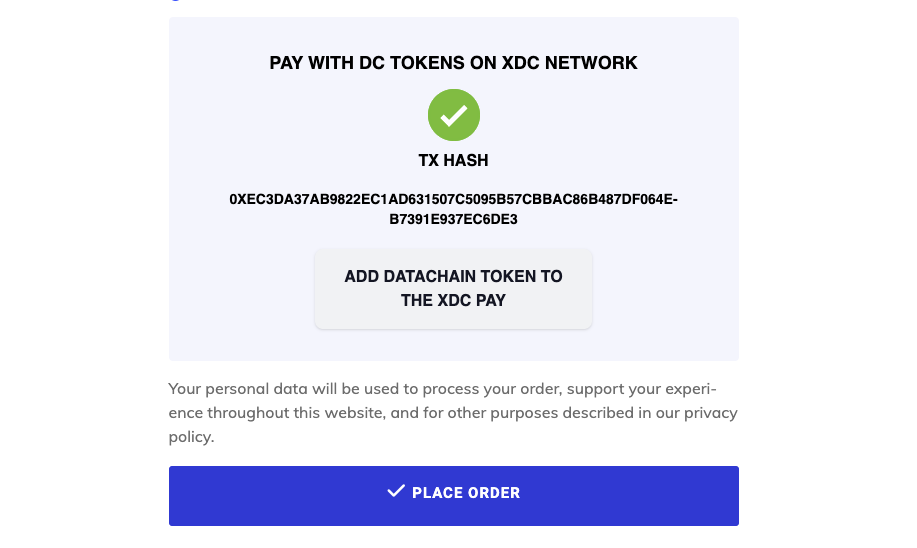 PAY WITH DC TOKENS ON XDC NETWORK
TX HASH
0XEC3DA37AB9822EC1AD631507C5095B57CBBAC86B487DF064E-
B7391E937EC6DE3
ADD DATACHAIN TOKEN TO
THE XDC PAY
Your personal data will be used to process your order, support your experi-
ence throughout this website, and for other purposes described in our privacy
policy.
PLACE ORDER